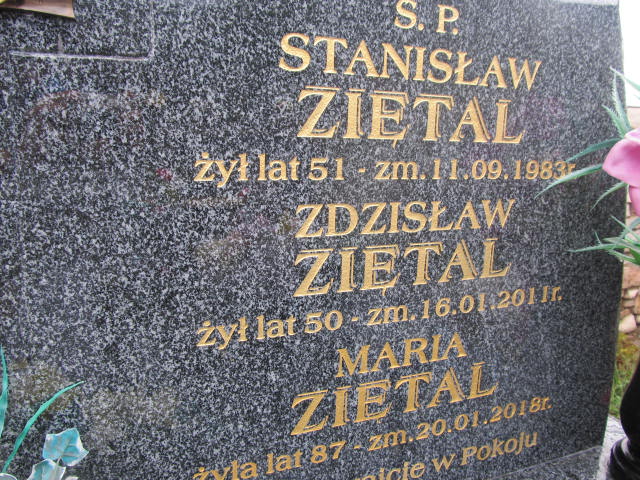 Ś. P.
STANISŁAW
ZIĘTAL
żył lat 51 - zm. 11.09.1983r.
ZDZISŁAW
ZIĘTAL
żył lat 50 - zm. 16.01.2011r.
MARIA
ZIĘTAL
żyła lat 87 - zm. 20.01.2018r.
w Pokoju